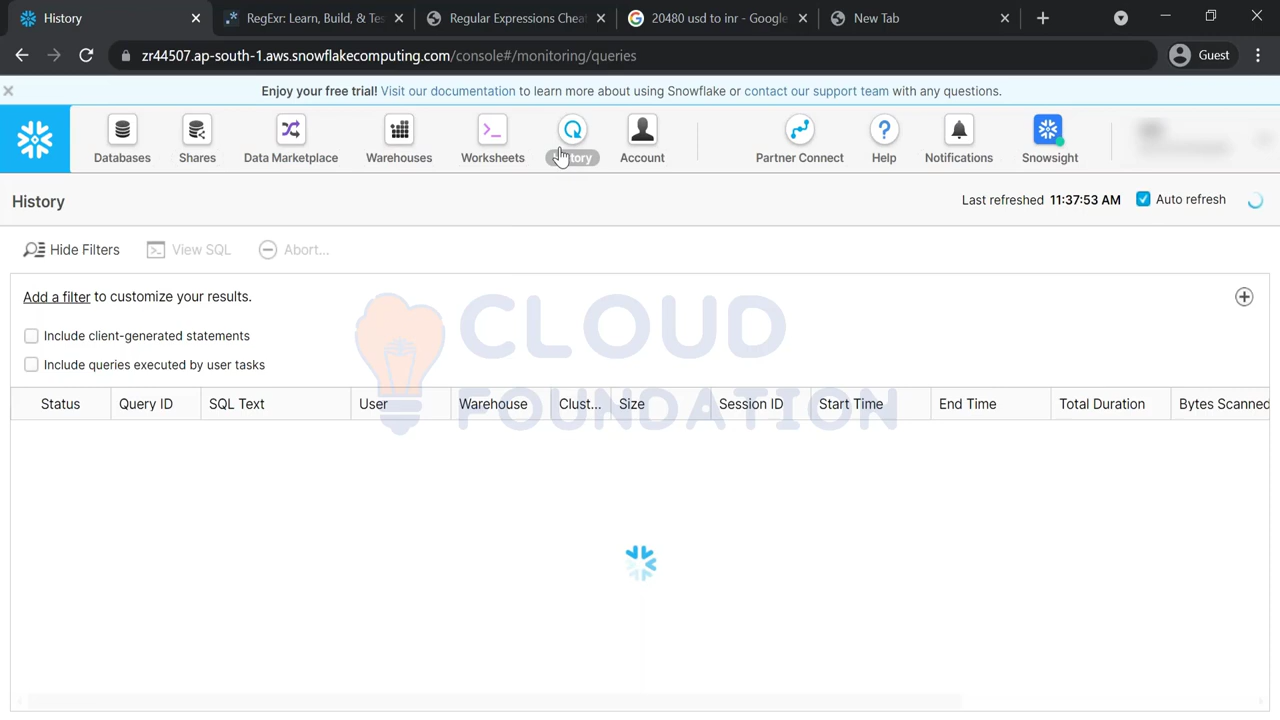 History
RegExr: Learn, Build, & Tes
Regular Expressions Chea
20480 usd to inr - Google
New Tab
zr44507.ap-south-1.aws.snowflakecomputing.com/console#/monitoring/queries
Guest
Enjoy your free trial! Visit our documentation to learn more about using Snowflake or contact our support team with any questions.
Databases
Shares
Data Marketplace
Warehouses
Worksheets
History
Account
Partner Connect
Help
Notifications
Snowsight
History
Last refreshed 11:37:53 AM
Auto refresh
Hide Filters
View SQL
Abort...
Add a filter to customize your results.
Include client-generated statements
Include queries executed by user tasks
CLOUD
FOUNDATION
Status Query ID SQL Text User Warehouse Clust... Size Session ID Start Time End Time Total Duration Bytes Scanned